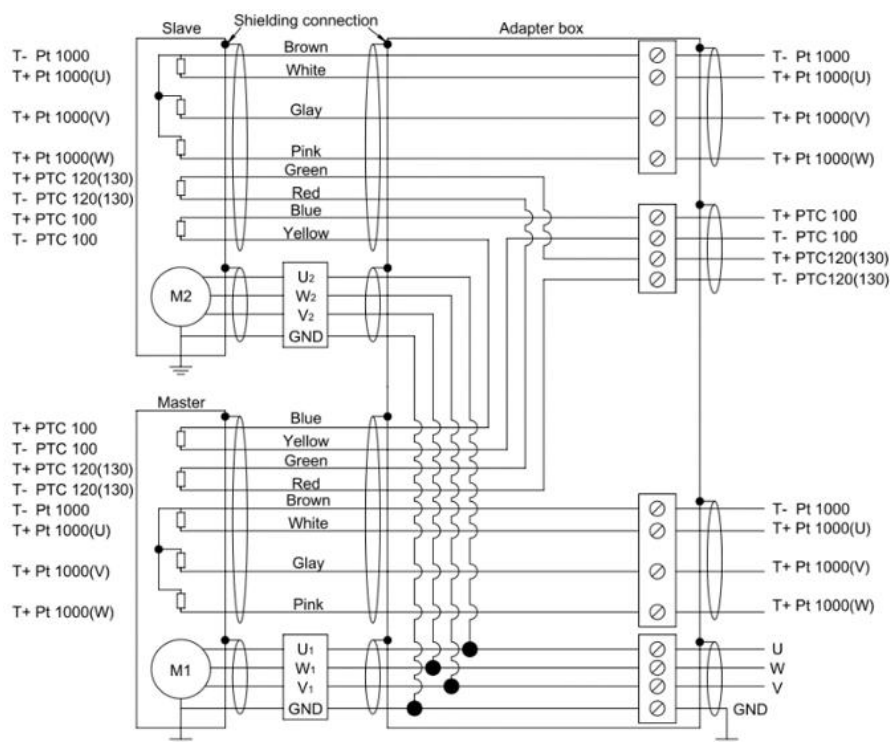 Slave
Shielding connection
Adapter box
T- Pt 1000
Brown
T- Pt 1000
T+ Pt 1000(U)
White
T+ Pt 1000(U)
T+ Pt 1000(V)
Glay
T+ Pt 1000(V)
T+ Pt 1000(W)
Pink
T+ Pt 1000(W)
T+ PTC 120(130)
Green
T- PTC 120(130)
Red
T+ PTC 100
Blue
T+ PTC 100
T- PTC 100
Yellow
T- PTC 100
T+ PTC120(130)
T- PTC120(130)
M2
U2
W2
V2
GND
Master
T+ PTC 100
Blue
T- PTC 100
Yellow
T+ PTC 120(130)
Green
T- PTC 120(130)
Red
T- Pt 1000
Brown
T- Pt 1000
T+ Pt 1000(U)
White
T+ Pt 1000(U)
T+ Pt 1000(V)
Glay
T+ Pt 1000(V)
T+ Pt 1000(W)
Pink
T+ Pt 1000(W)
M1
U1
U
W1
W
V1
V
GND
GND